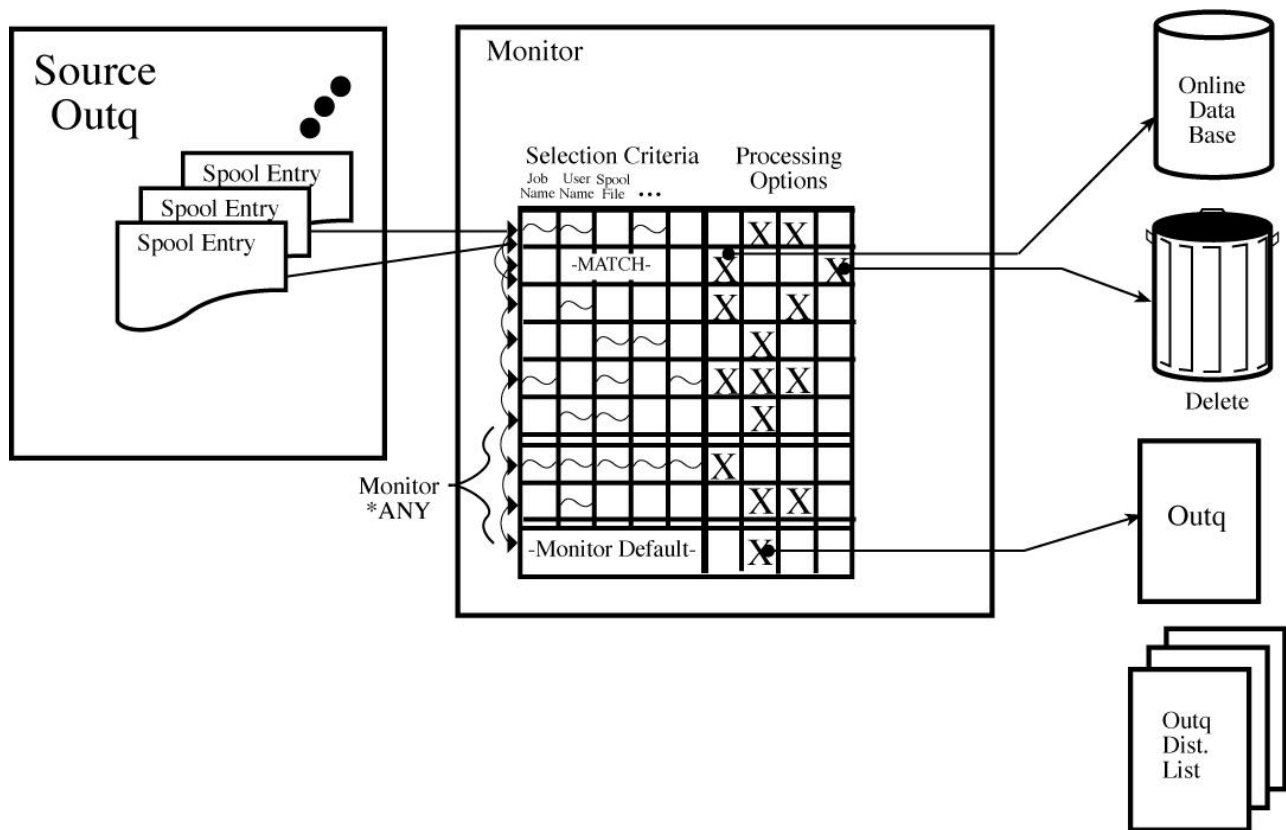 Source
Outq
Spool Entry
Spool Entry
Spool Entry
Monitor
Selection Criteria
Processing
Options
Job
Name
User
Name
Spool
File
...
X X
-MATCH-
X X
X X
X
X X X
X
X
X X
Monitor
*ANY
-Monitor Default-
X
Online
Data
Base
Delete
Outq
Outq
Dist.
List